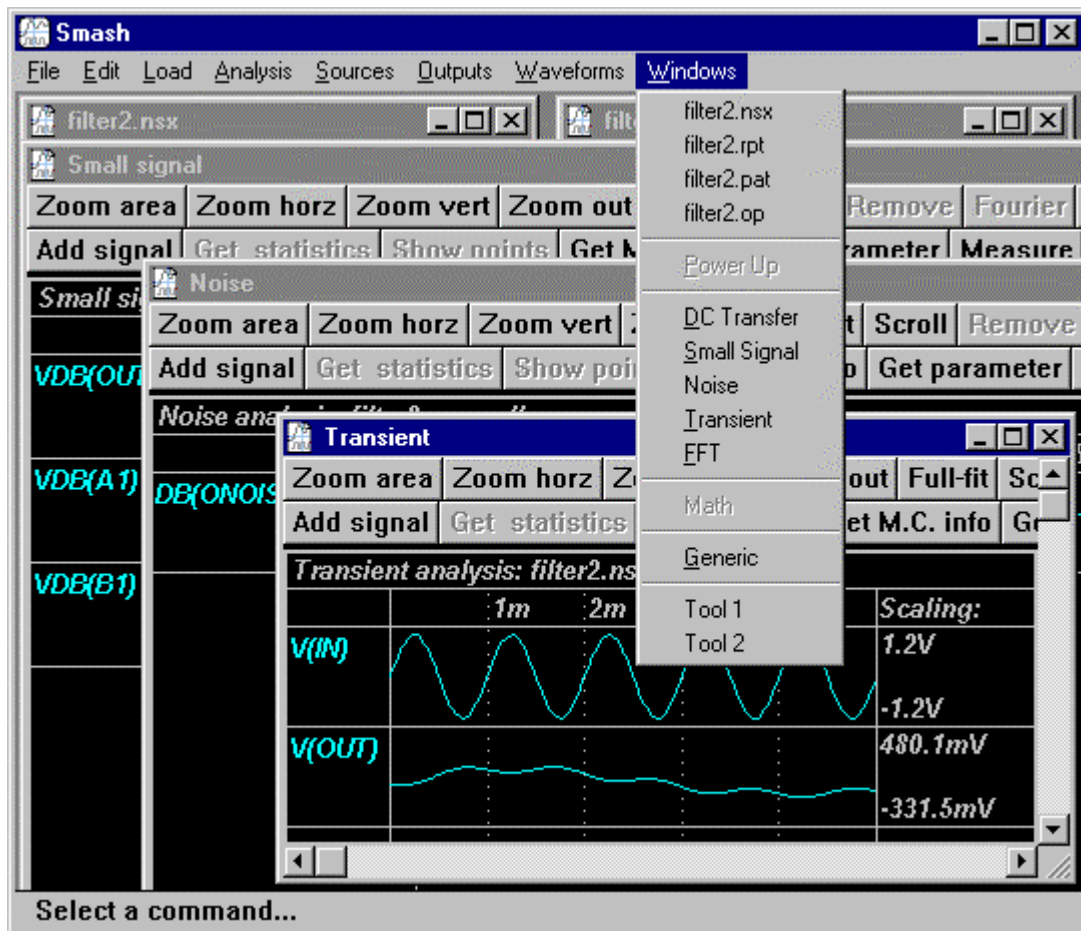 Smash
File Edit Load Analysis Sources Outputs Waveforms Windows
filter2.nsx
filt
Small signal
Zoom area Zoom horz Zoom vert Zoom out Remove Fourier
Add signal Get statistics Show points Get M ameter Measure
Small si
VDB(OUT
VDB(A1)
VDB(B1)
Noise
Zoom area Zoom horz Zoom vert t Scroll Remove
Add signal Get statistics Show poi o Get parameter
Noise ana
DB(ONOIS
Transient
Zoom area Zoom horz Z out Full-fit Sc
Add signal Get statistics et M.C. info Ge
Transient analysis: filter2.ns
1m 2m Scaling:
V(IN) 1.2V
-1.2V
V(OUT) 480.1mV
-331.5mV
filter2.nsx
filter2.rpt
filter2.pat
filter2.op
Power Up
DC Transfer
Small Signal
Noise
Transient
FFT
Math
Generic
Tool 1
Tool 2
Select a command...